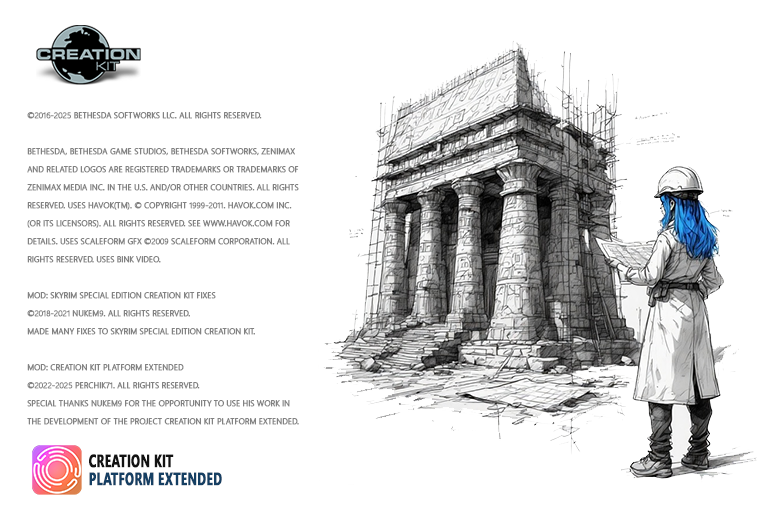 CREATION
KIT
©2016-2025 BETHESDA SOFTWORKS LLC. ALL RIGHTS RESERVED.
BETHESDA, BETHESDA GAME STUDIOS, BETHESDA SOFTWORKS, ZENIMAX
AND RELATED LOGOS ARE REGISTERED TRADEMARKS OR TRADEMARKS OF
ZENIMAX MEDIA INC. IN THE U.S. AND/OR OTHER COUNTRIES. ALL RIGHTS
RESERVED. USES HAVOK(TM). © COPYRIGHT 1999-2011. HAVOK.COM INC.
(OR ITS LICENSORS). ALL RIGHTS RESERVED. SEE WWW.HAVOK.COM FOR
DETAILS. USES SCALEFORM GFX ©2009 SCALEFORM CORPORATION. ALL
RIGHTS RESERVED. USES BINK VIDEO.
MOD: SKYRIM SPECIAL EDITION CREATION KIT FIXES
©2018-2021 NUKEM9. ALL RIGHTS RESERVED.
MADE MANY FIXES TO SKYRIM SPECIAL EDITION CREATION KIT.
MOD: CREATION KIT PLATFORM EXTENDED
©2022-2025 PERCHIK71. ALL RIGHTS RESERVED.
SPECIAL THANKS NUKEM9 FOR THE OPPORTUNITY TO USE HIS WORK IN
THE DEVELOPMENT OF THE PROJECT CREATION KIT PLATFORM EXTENDED.
CREATION KIT
PLATFORM EXTENDED